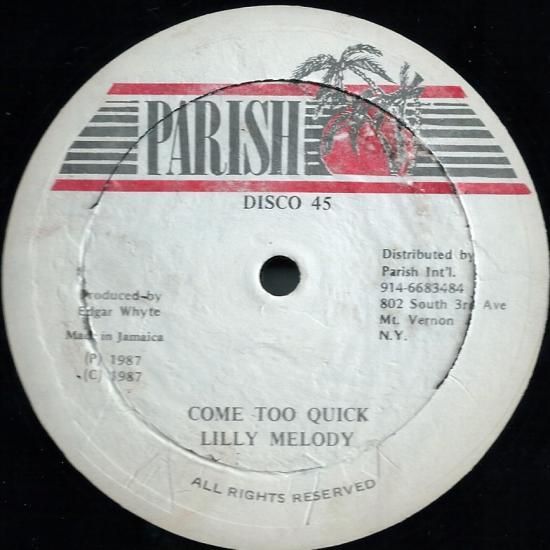 PARISH
DISCO 45
Distributed by
Parish Int'l.
914-6683484
802 South 3rd Ave
Mt. Vernon
N.Y.
Produced by
Edgar Whyte
Made in Jamaica
(P) 1987
(C) 1987
COME TOO QUICK
LILLY MELODY
ALL RIGHTS RESERVED